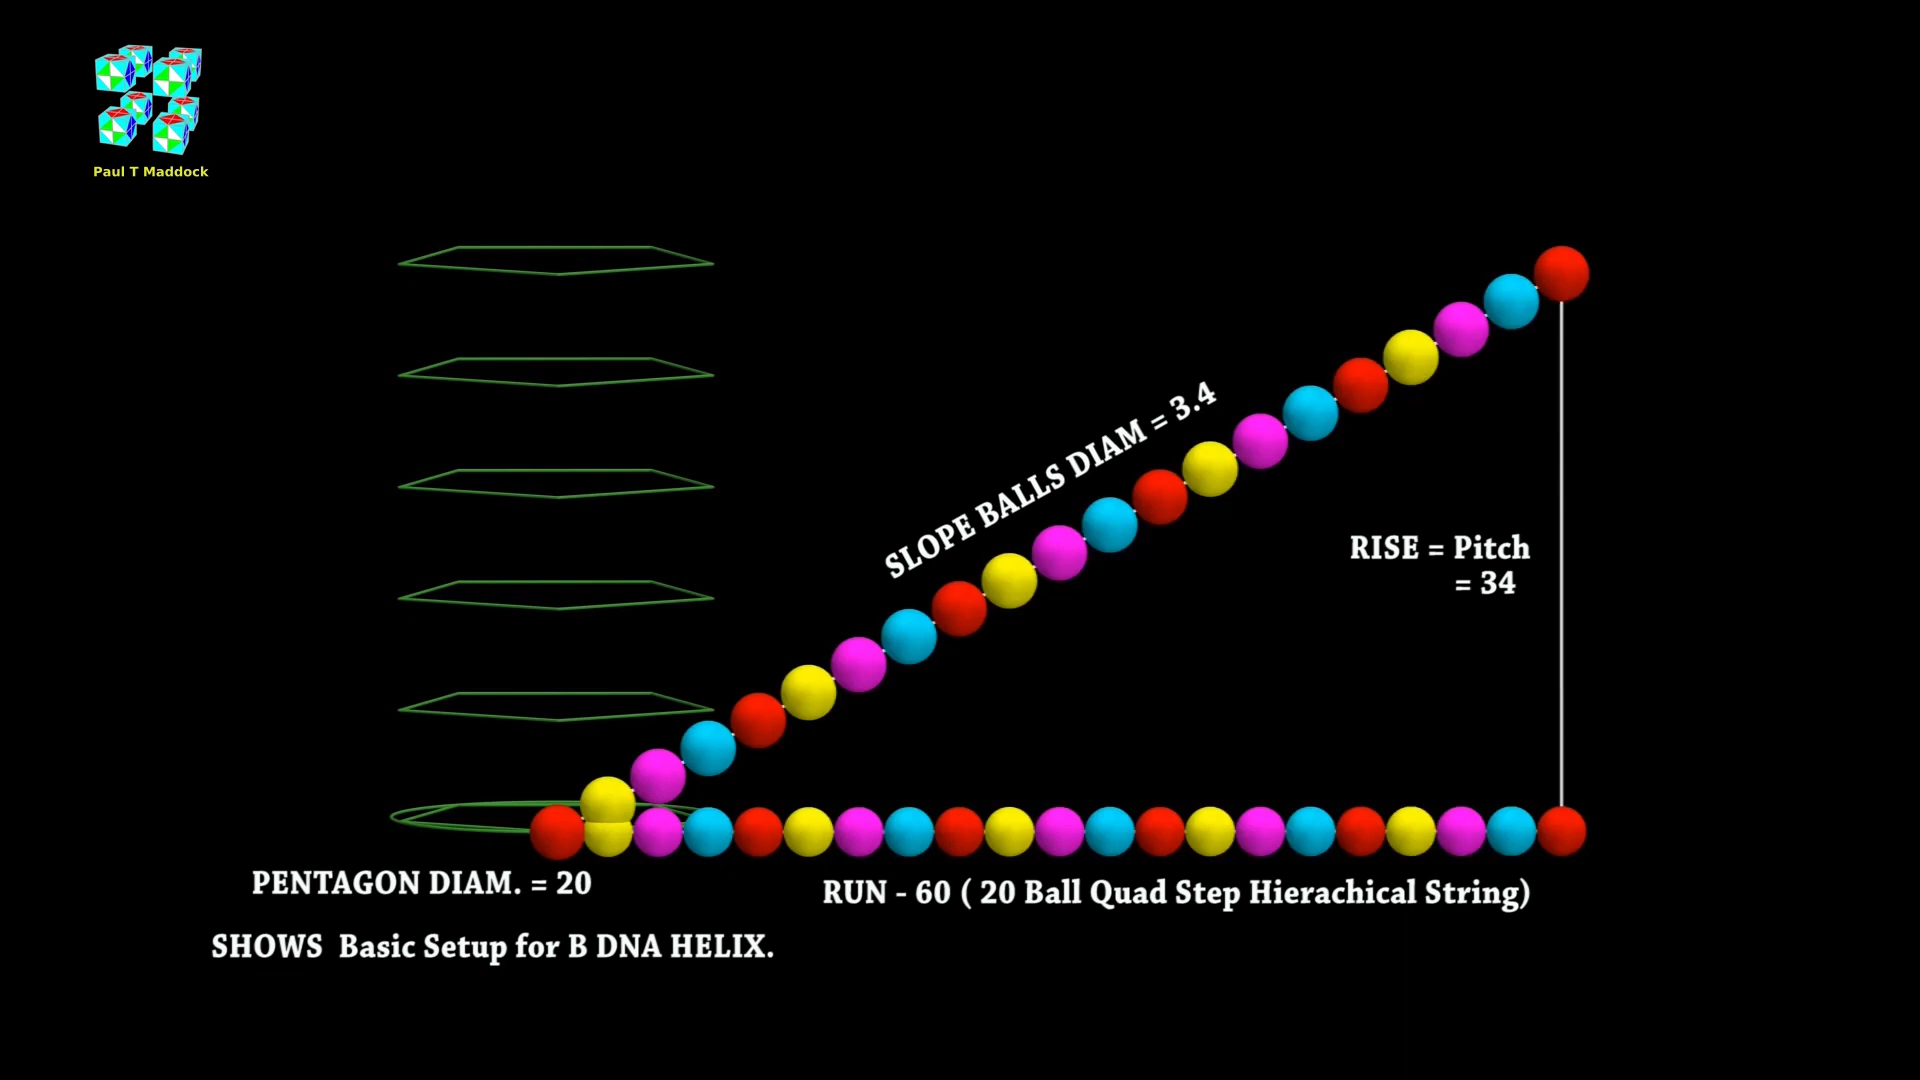 Paul T Maddock
SLOPE BALLS DIAM = 3.4
RISE = Pitch
= 34
PENTAGON DIAM. = 20
RUN - 60 ( 20 Ball Quad Step Hierachical String)
SHOWS  Basic Setup for B DNA HELIX.